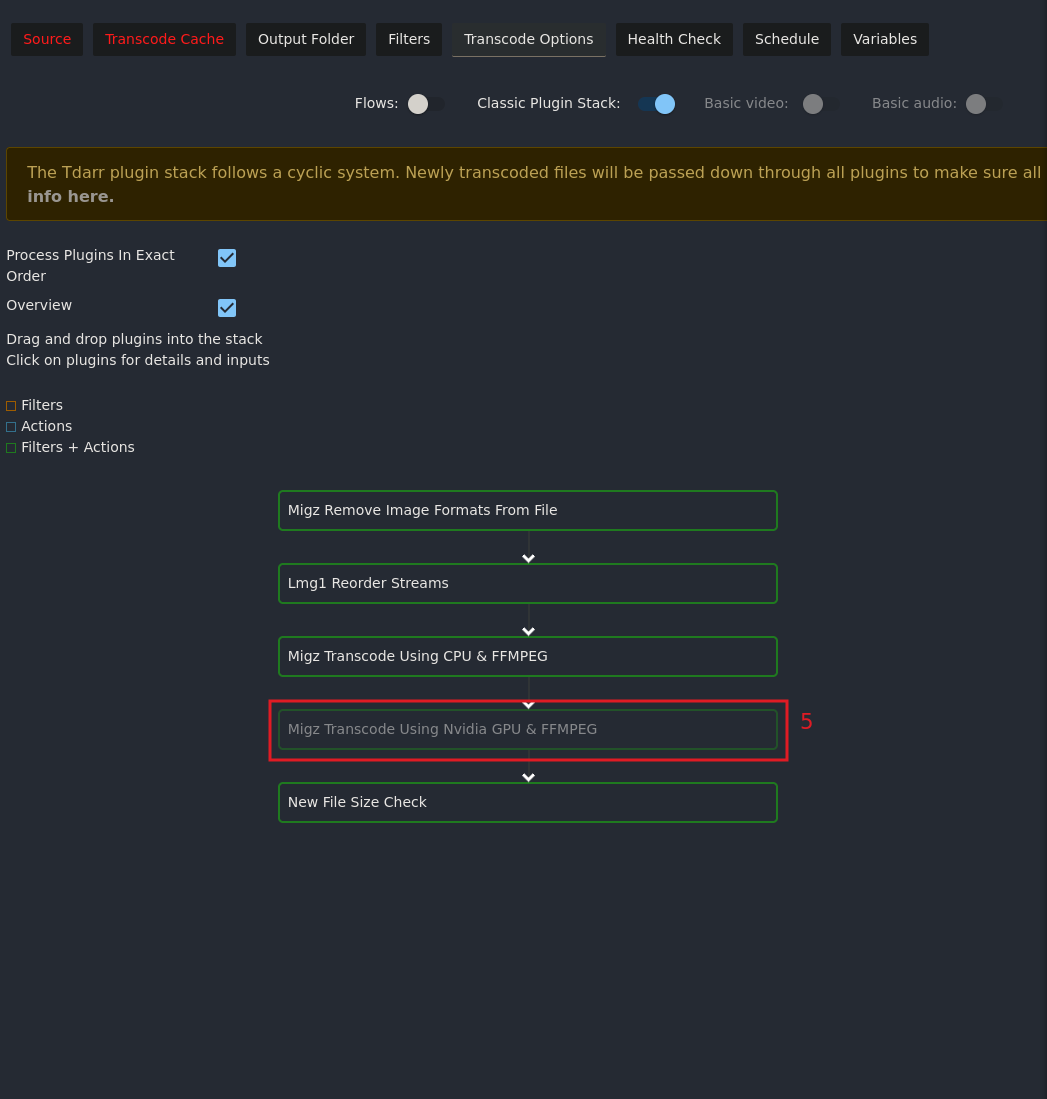 Source Transcode Cache Output Folder Filters Transcode Options Health Check Schedule Variables
Flows: Classic Plugin Stack: Basic video: Basic audio:
The Tdarr plugin stack follows a cyclic system. Newly transcoded files will be passed down through all plugins to make sure all
info here.
Process Plugins In Exact
Order
Overview
Drag and drop plugins into the stack
Click on plugins for details and inputs
Filters
Actions
Filters + Actions
Migz Remove Image Formats From File
Lmg1 Reorder Streams
Migz Transcode Using CPU & FFMPEG
Migz Transcode Using Nvidia GPU & FFMPEG 5
New File Size Check